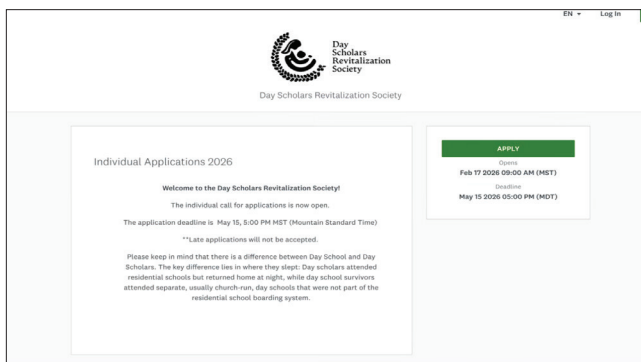 EN Log In
Day
Scholars
Revitalization
Society
Day Scholars Revitalization Society
Individual Applications 2026
Welcome to the Day Scholars Revitalization Society!
The individual call for applications is now open.
The application deadline is May 15, 5:00 PM MST (Mountain Standard Time)
**Late applications will not be accepted.
Please keep in mind that there is a difference between Day School and Day
Scholars. The key difference lies in where they slept: Day scholars attended
residential schools but returned home at night, while day school survivors
attended separate, usually church-run, day schools that were not part of the
residential school boarding system.
APPLY
Opens
Feb 17 2026 09:00 AM (MST)
Deadline
May 15 2026 05:00 PM (MDT)